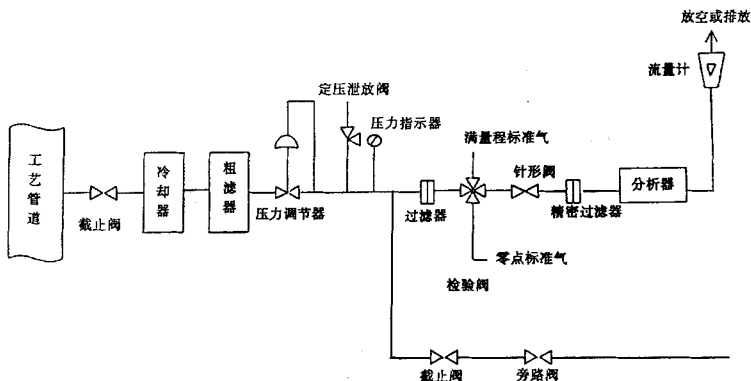 放空或排放
流量计
定压泄放阀
压力指示器
满量程标准气
工艺管道
冷却器
粗滤器
针形阀
分析器
截止阀
压力调节器
过滤器
精密过滤器
零点标准气
检验阀
截止阀
旁路阀